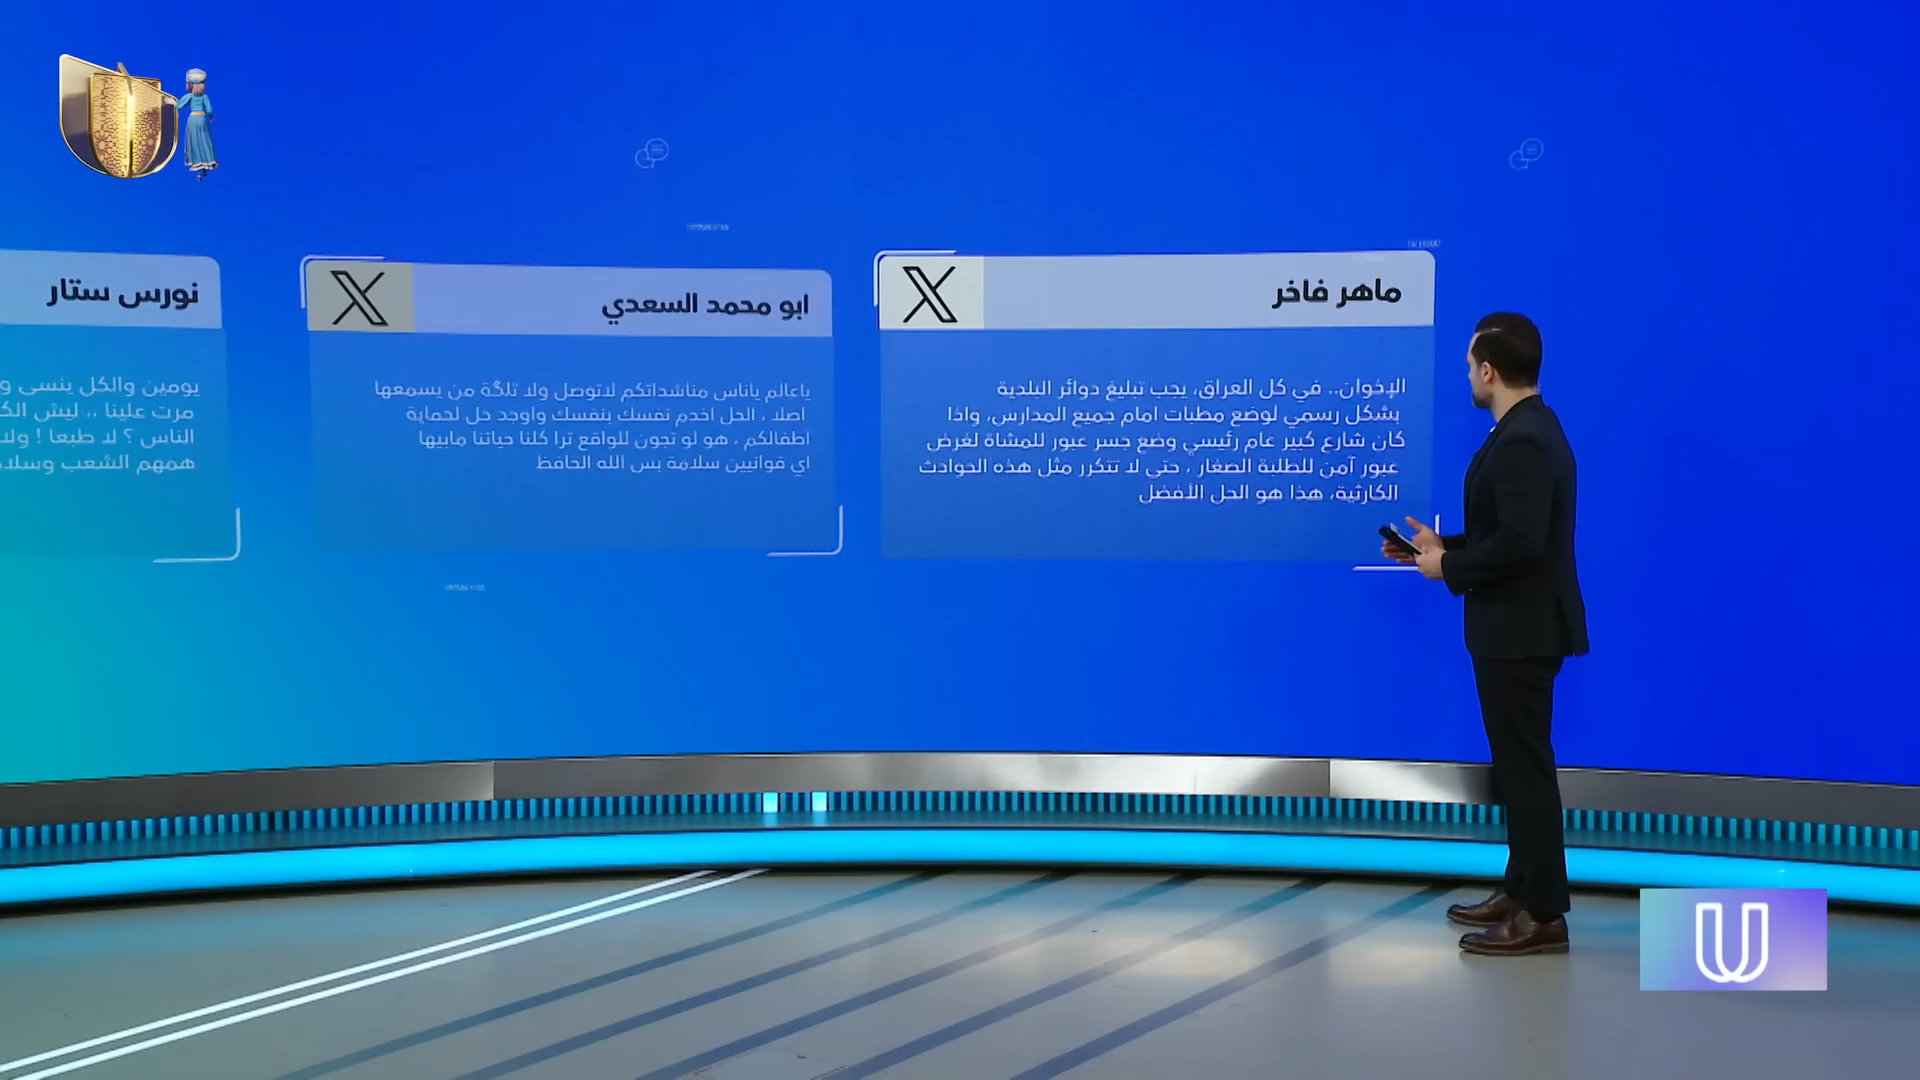 ماهر فاخر
الإخوان.. في كل العراق، يجب تبليغ دوائر البلدية
بشكل رسمي لوضع مطبات امام جميع المدارس، واذا
كان شارع كبير عام رئيسي وضع جسر عبور للمشاة لغرض
عبور آمن للطلبة الصغار ، حتى لا تتكرر مثل هذه الحوادث
الكارثية، هذا هو الحل الأفضل
ابو محمد السعدي
ياعالم ياناس مناشداتكم لاتوصل ولا تلگة من يسمعها
اصلا ، الحل اخدم نفسك بنفسك واوجد حل لحماية
اطفالكم ، هو لو تجون للواقع ترا كلنا حياتنا مابيها
اي قوانيين سلامة بس الله الحافظ
نورس ستار
يومين والكل ينسى و
مرت علينا ،، ليش الك
الناس ؟ لا طبعا ! ولا
همهم الشعب وسلا